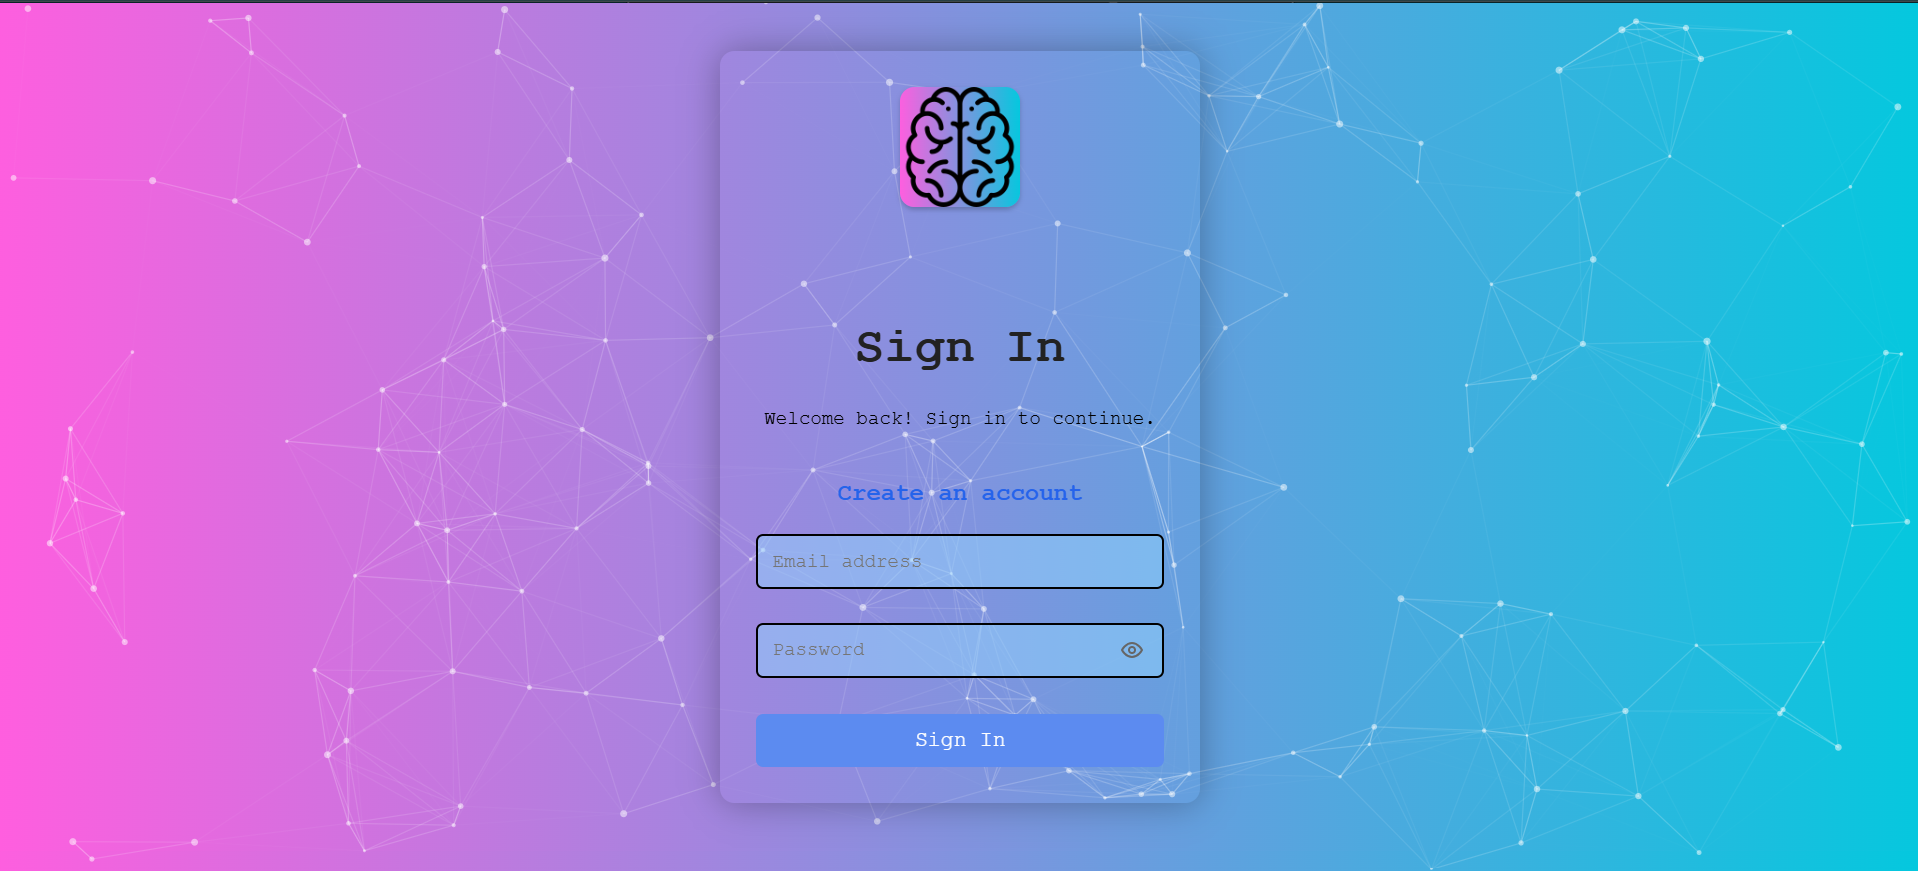 Sign In
Welcome back! Sign in to continue.
Create an account
Email address
Password
Sign In